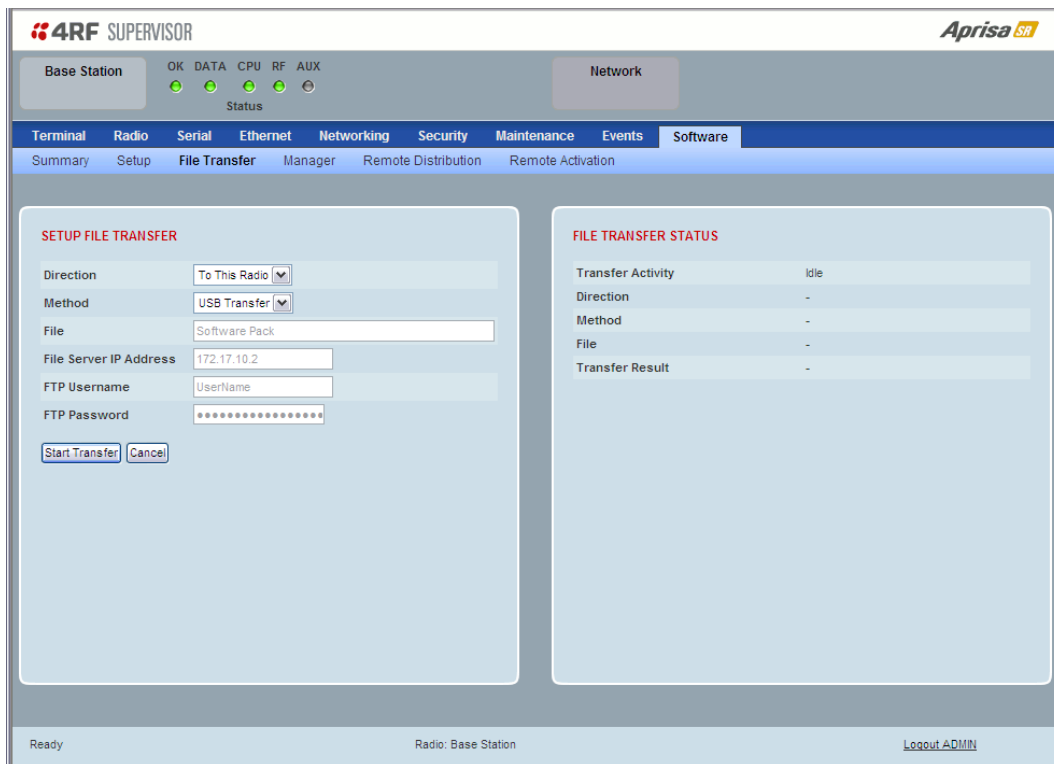 4RF SUPERVISOR
Aprisa SR
Base Station
OK DATA CPU RF AUX
Status
Network
Terminal Radio Serial Ethernet Networking Security Maintenance Events Software
Summary Setup File Transfer Manager Remote Distribution Remote Activation
SETUP FILE TRANSFER
Direction To This Radio
Method USB Transfer
File Software Pack
File Server IP Address 172.17.10.2
FTP Username UserName
FTP Password •••••••••••••••••
Start Transfer Cancel
FILE TRANSFER STATUS
Transfer Activity Idle
Direction -
Method -
File -
Transfer Result -
Ready Radio: Base Station Logout ADMIN